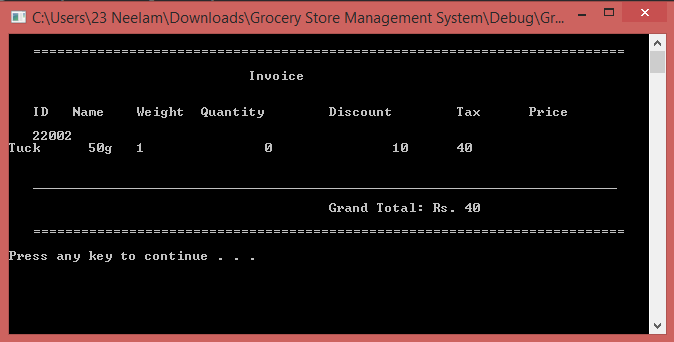 C:\Users\23 Neelam\Downloads\Grocery Store Management System\Debug\Gr...
===========================================================================
Invoice
ID Name Weight Quantity Discount Tax Price
22002
Tuck 50g 1 0 10 40
Grand Total: Rs. 40
===========================================================================
Press any key to continue . . .